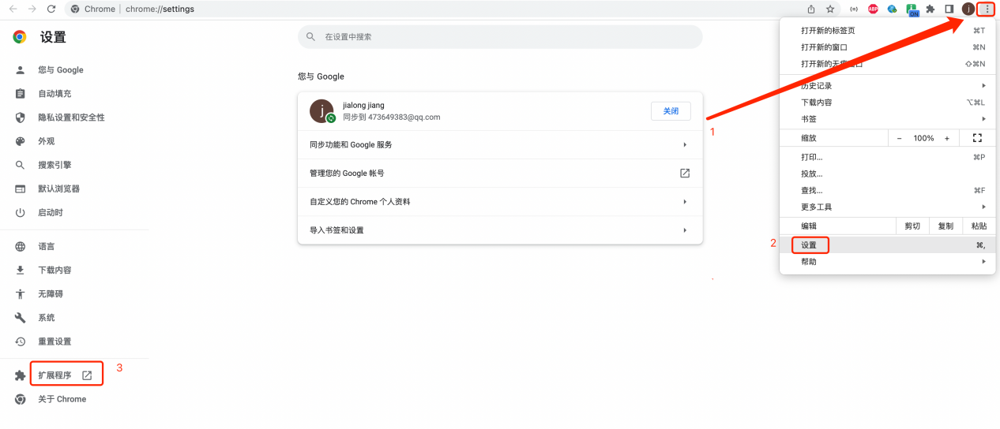 Chrome | chrome://settings
ABP
ON
j
设置
在设置中搜索
您与 Google
自动填充
隐私设置和安全性
外观
搜索引擎
默认浏览器
启动时
语言
下载内容
无障碍
系统
重置设置
扩展程序
3
关于 Chrome
您与 Google
j
jialong jiang
同步到 473649383@qq.com
关闭
同步功能和 Google 服务
管理您的 Google 帐号
自定义您的 Chrome 个人资料
导入书签和设置
1
打开新的标签页 ⌘T
打开新的窗口 ⌘N
打开新的无痕窗口 ⇧⌘N
历史记录
下载内容 ⌥⌘L
书签
缩放 − 100% +
打印... ⌘P
投放...
查找... ⌘F
更多工具
编辑 剪切 复制 粘贴
2
设置 ⌘,
帮助